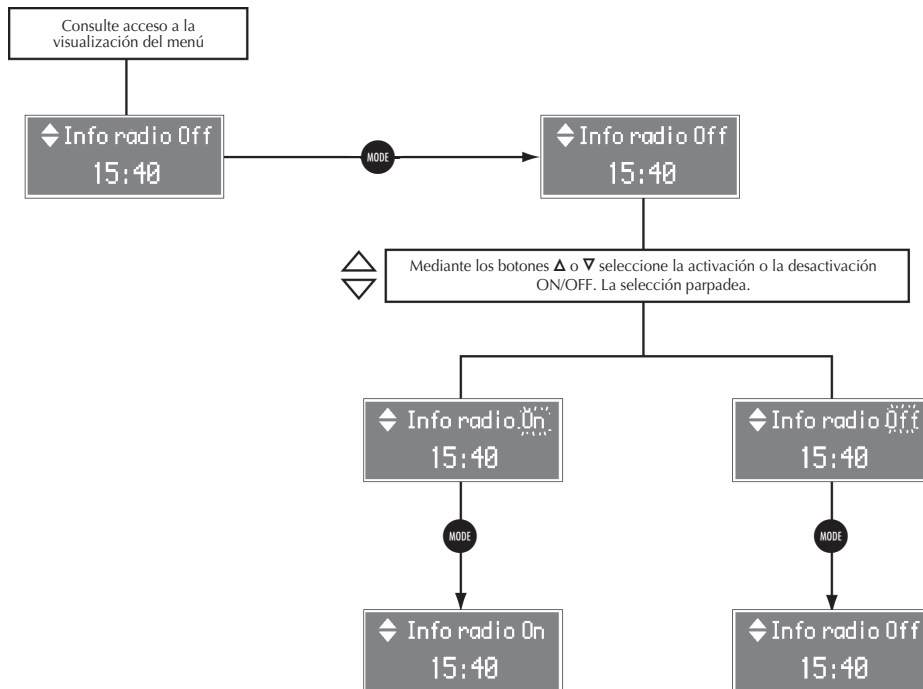 Consulte acceso a la
visualización del menú
Info radio Off
15:40
MODE
Info radio Off
15:40
Mediante los botones Δ o ∇ seleccione la activación o la desactivación
ON/OFF. La selección parpadea.
Info radio On
15:40
Info radio Off
15:40
MODE
MODE
Info radio On
15:40
Info radio Off
15:40